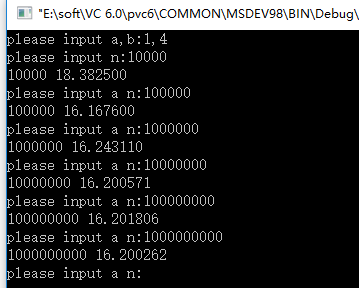 "E:\soft\VC 6.0\pvc6\COMMON\MSDEV98\BIN\Debug\
please input a,b:1,4
please input n:10000
10000 18.382500
please input a n:100000
100000 16.167600
please input a n:1000000
1000000 16.243110
please input a n:10000000
10000000 16.200571
please input a n:100000000
100000000 16.201806
please input a n:1000000000
1000000000 16.200262
please input a n: